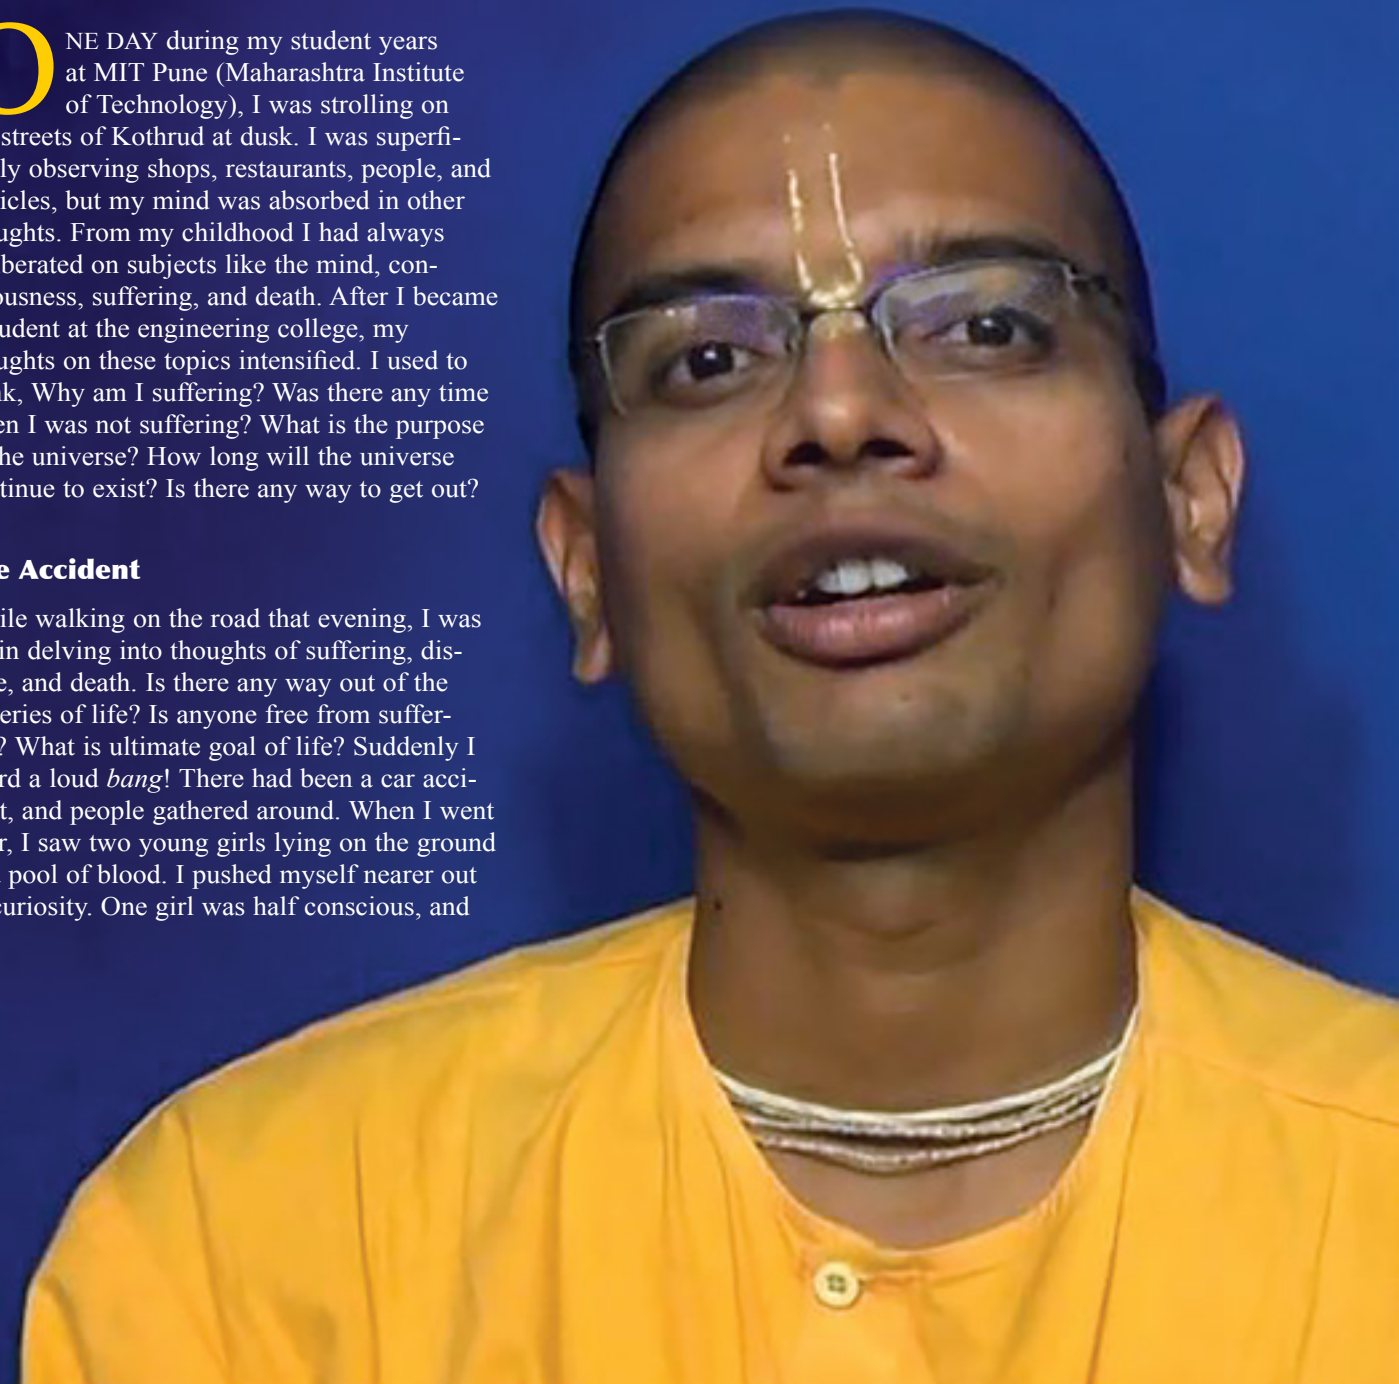 ONE DAY during my student years
at MIT Pune (Maharashtra Institute
of Technology), I was strolling on
streets of Kothrud at dusk. I was superfi-
ly observing shops, restaurants, people, and
icles, but my mind was absorbed in other
ughts. From my childhood I had always
berated on subjects like the mind, con-
ousness, suffering, and death. After I became
udent at the engineering college, my
ughts on these topics intensified. I used to
nk, Why am I suffering? Was there any time
en I was not suffering? What is the purpose
he universe? How long will the universe
tinue to exist? Is there any way to get out?
e Accident
ile walking on the road that evening, I was
in delving into thoughts of suffering, dis-
e, and death. Is there any way out of the
eries of life? Is anyone free from suffer-
? What is ultimate goal of life? Suddenly I
rd a loud bang! There had been a car acci-
t, and people gathered around. When I went
r, I saw two young girls lying on the ground
pool of blood. I pushed myself nearer out
curiosity. One girl was half conscious, and